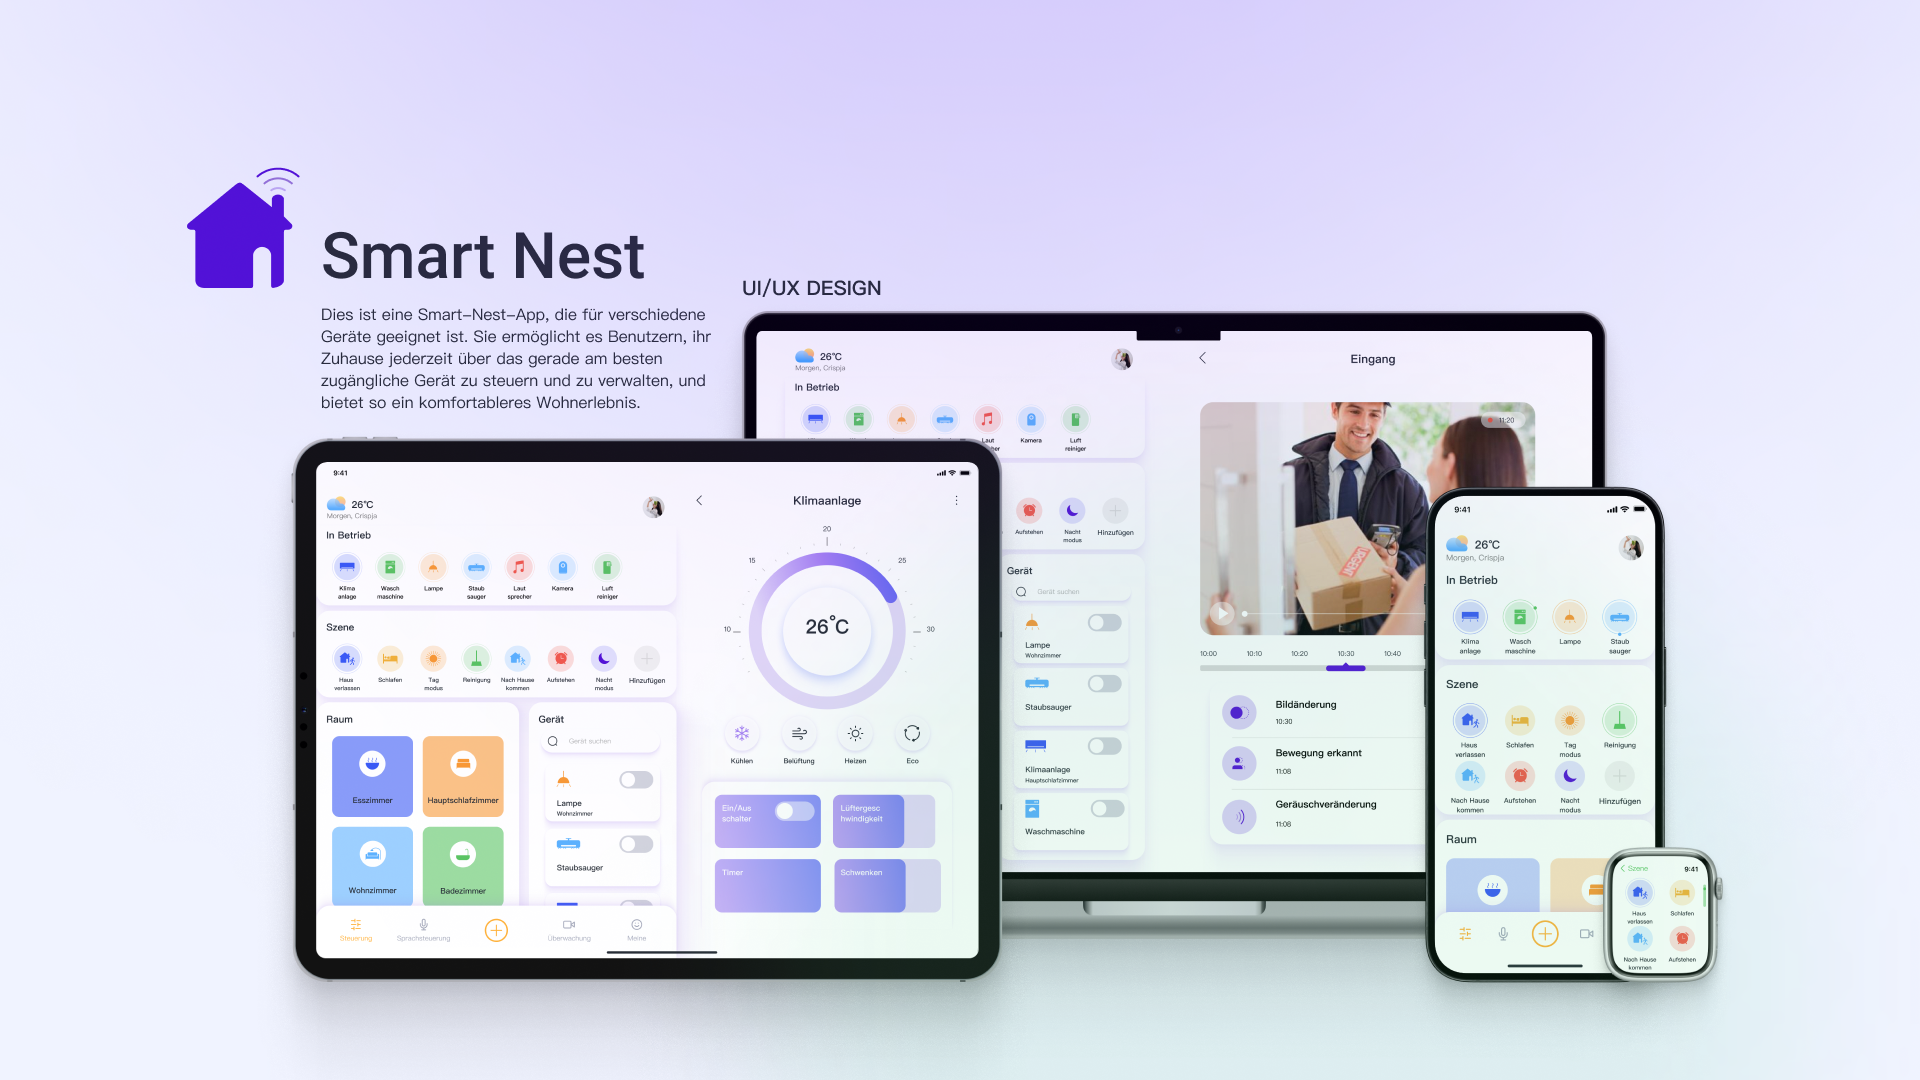 Smart Nest
UI/UX DESIGN
Dies ist eine Smart-Nest-App, die für verschiedene
Geräte geeignet ist. Sie ermöglicht es Benutzern, ihr
Zuhause jederzeit über das gerade am besten
zugängliche Gerät zu steuern und zu verwalten, und
bietet so ein komfortableres Wohnerlebnis.
9:41
26°C
Morgen, Crispja
In Betrieb
Klima
anlage
Wasch
maschine
Lampe
Staub
sauger
Laut
sprecher
Kamera
Luft
reiniger
Szene
Haus
verlassen
Schlafen
Tag
modus
Reinigung
Nach Hause
kommen
Aufstehen
Nacht
modus
Hinzufügen
Raum
Esszimmer
Hauptschlafzimmer
Wohnzimmer
Badezimmer
Gerät
Gerät suchen
Lampe
Wohnzimmer
Staubsauger
Steuerung
Sprachsteuerung
Überwachung
Meine
Klimaanlage
10
15
20
25
30
26°C
Kühlen
Belüftung
Heizen
Eco
Ein/Aus
schalter
Lüftergesc
hwindigkeit
Timer
Schwenken
26°C
Morgen, Crispja
In Betrieb
Laut
her
Kamera
Luft
reiniger
Aufstehen
Nacht
modus
Hinzufügen
Gerät
Gerät suchen
Lampe
Wohnzimmer
Staubsauger
Klimaanlage
Hauptschlafzimmer
Waschmaschine
Eingang
11:20
10:00
10:10
10:20
10:30
10:40
Bildänderung
10:30
Bewegung erkannt
11:08
Geräuschveränderung
11:08
9:41
26°C
Morgen, Crispja
In Betrieb
Klima
anlage
Wasch
maschine
Lampe
Staub
sauger
Szene
Haus
verlassen
Schlafen
Tag
modus
Reinigung
Nach Hause
kommen
Aufstehen
Nacht
modus
Hinzufügen
Raum
Szene
9:41
Haus
verlassen
Schlafen
Nach Hause
kommen
Aufstehen